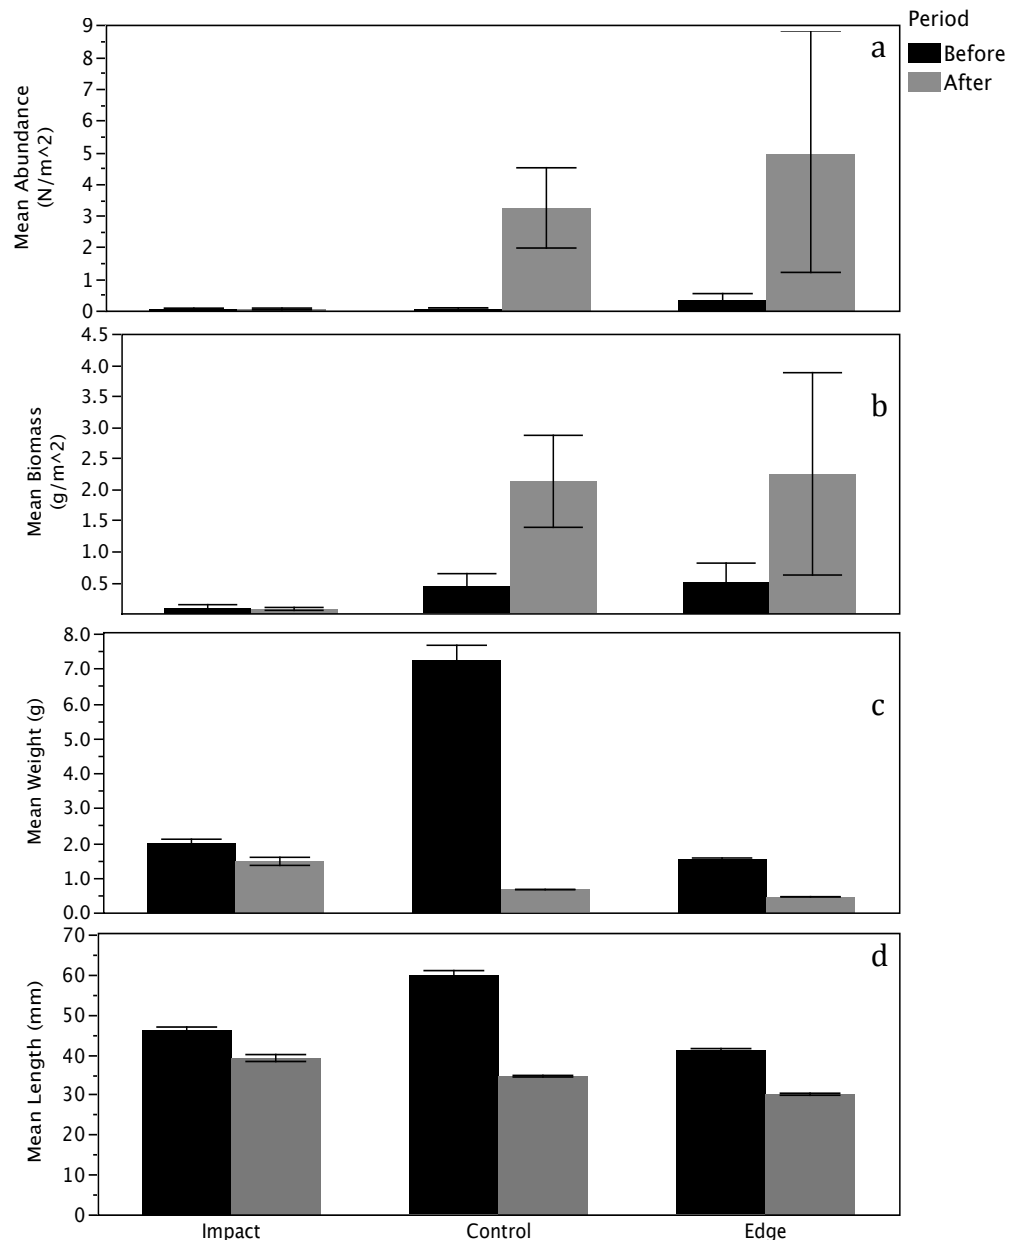 Period
Before
After
a
9
8
7
6
5
4
3
2
1
0
Mean Abundance
(N/m^2)
b
4.5
4.0
3.5
3.0
2.5
2.0
1.5
1.0
0.5
Mean Biomass
(g/m^2)
c
8.0
7.0
6.0
5.0
4.0
3.0
2.0
1.0
0.0
Mean Weight (g)
d
70
60
50
40
30
20
10
0
Mean Length (mm)
Impact Control Edge